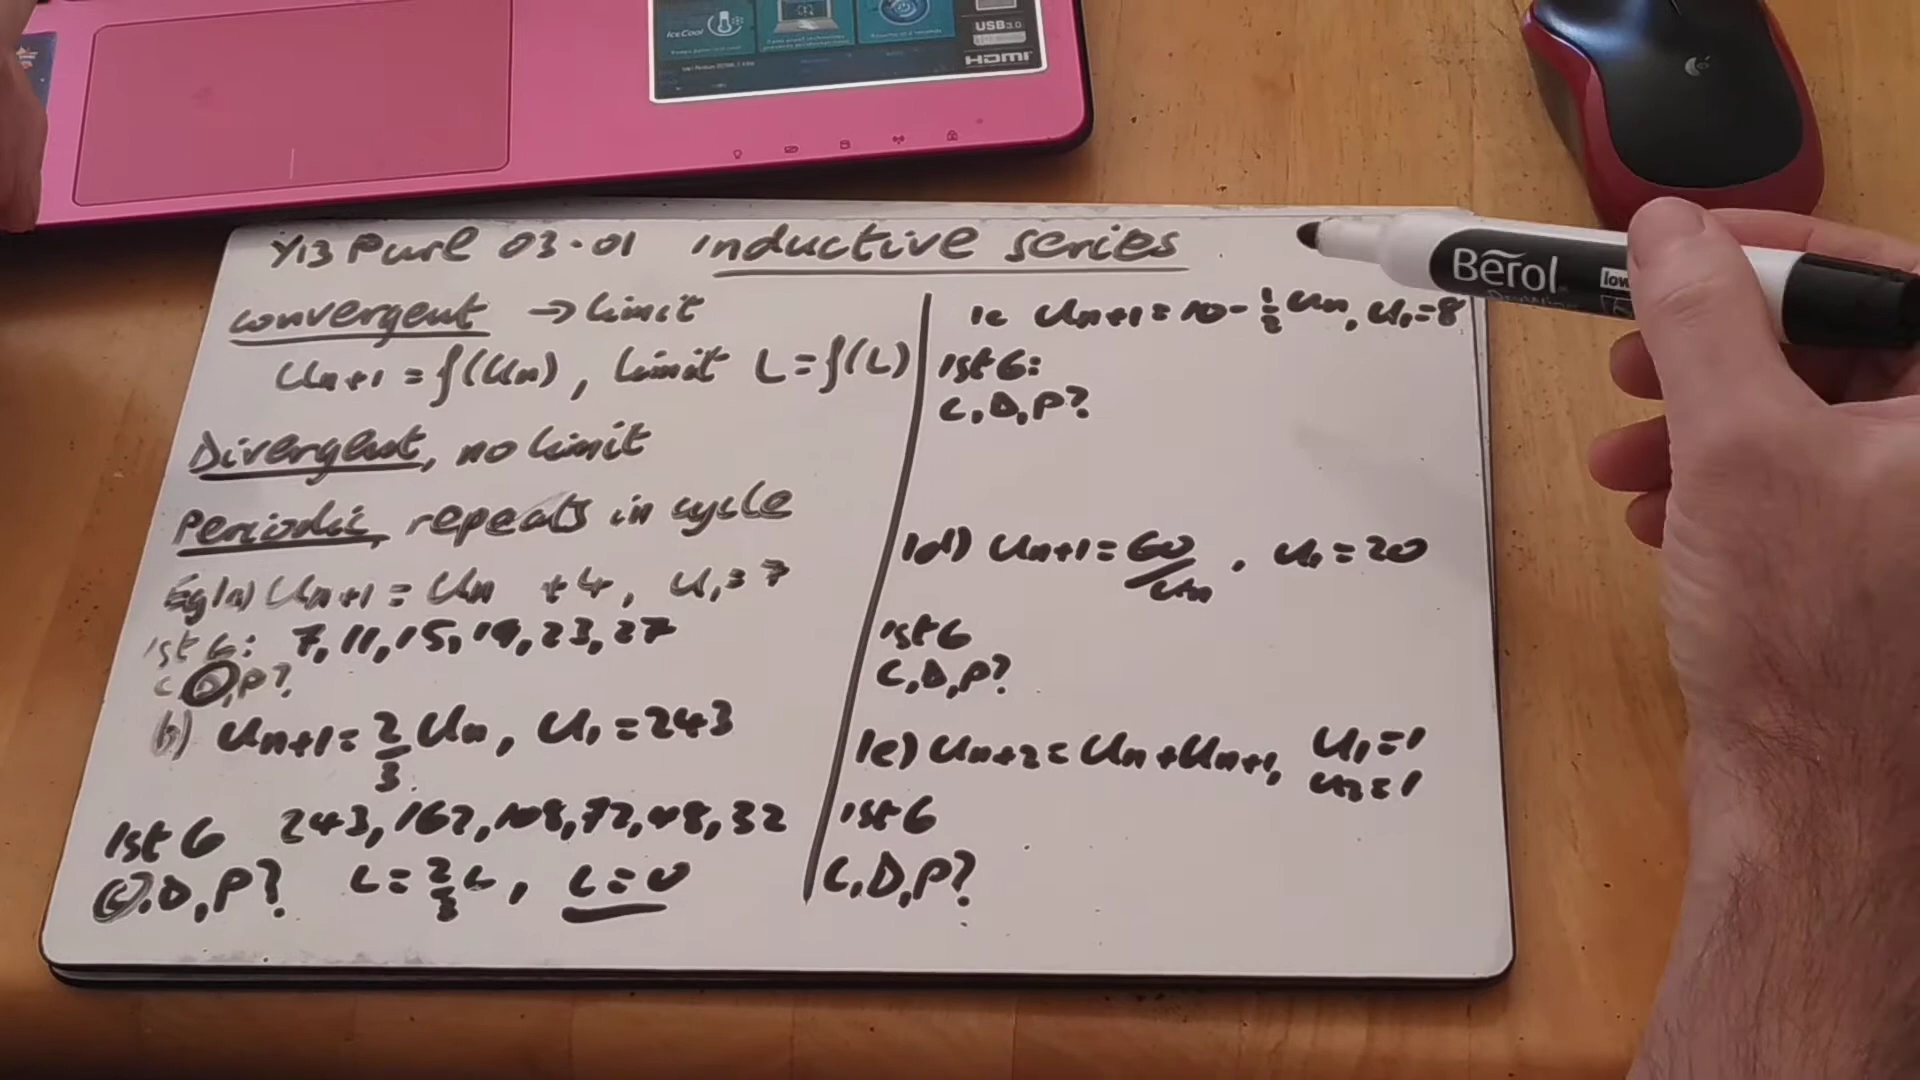 IceCool
USB3.0
HDMI
Berol
low
Y13 Pure 03.01 inductive series
convergent → limit
Un+1 = f(Un), limit L = f(L)
Divergent, no limit
Periodic, repeats in cycle
Eg 1a) Un+1 = Un + 4, U1 = 7
1st 6: 7, 11, 15, 19, 23, 27
C, D, P?
b) Un+1 = 2/3 Un, U1 = 243
1st 6 243, 162, 108, 72, 48, 32
C, D, P? L = 2/3 L, L = 0
1c Un+1 = 10 - 1/2 Un, U1 = 8
1st 6:
C, D, P?
1d) Un+1 = 60/Un, U1 = 20
1st 6
C, D, P?
1e) Un+2 = Un + Un+1, U1 = 1
U2 = 1
1st 6
C, D, P?